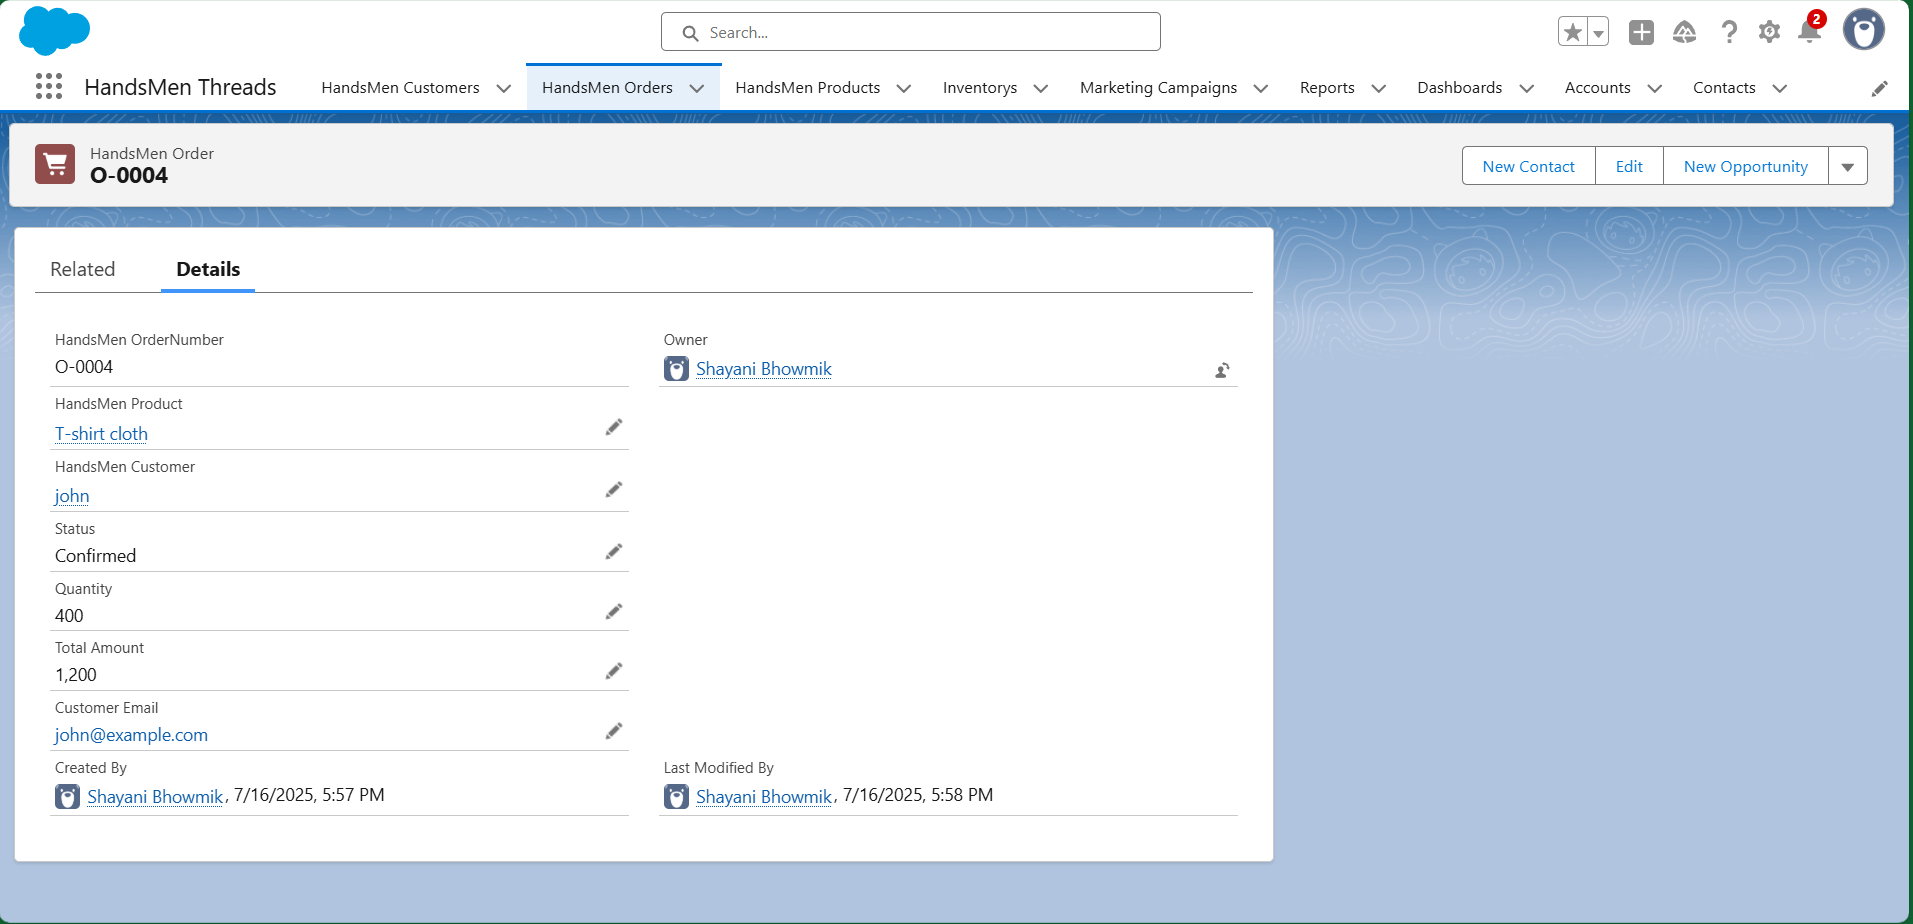 Search...
2
HandsMen Threads
HandsMen Customers
HandsMen Orders
HandsMen Products
Inventorys
Marketing Campaigns
Reports
Dashboards
Accounts
Contacts
HandsMen Order
O-0004
New Contact
Edit
New Opportunity
Related
Details
HandsMen OrderNumber
O-0004
Owner
Shayani Bhowmik
HandsMen Product
T-shirt cloth
HandsMen Customer
john
Status
Confirmed
Quantity
400
Total Amount
1,200
Customer Email
john@example.com
Created By
Shayani Bhowmik, 7/16/2025, 5:57 PM
Last Modified By
Shayani Bhowmik, 7/16/2025, 5:58 PM